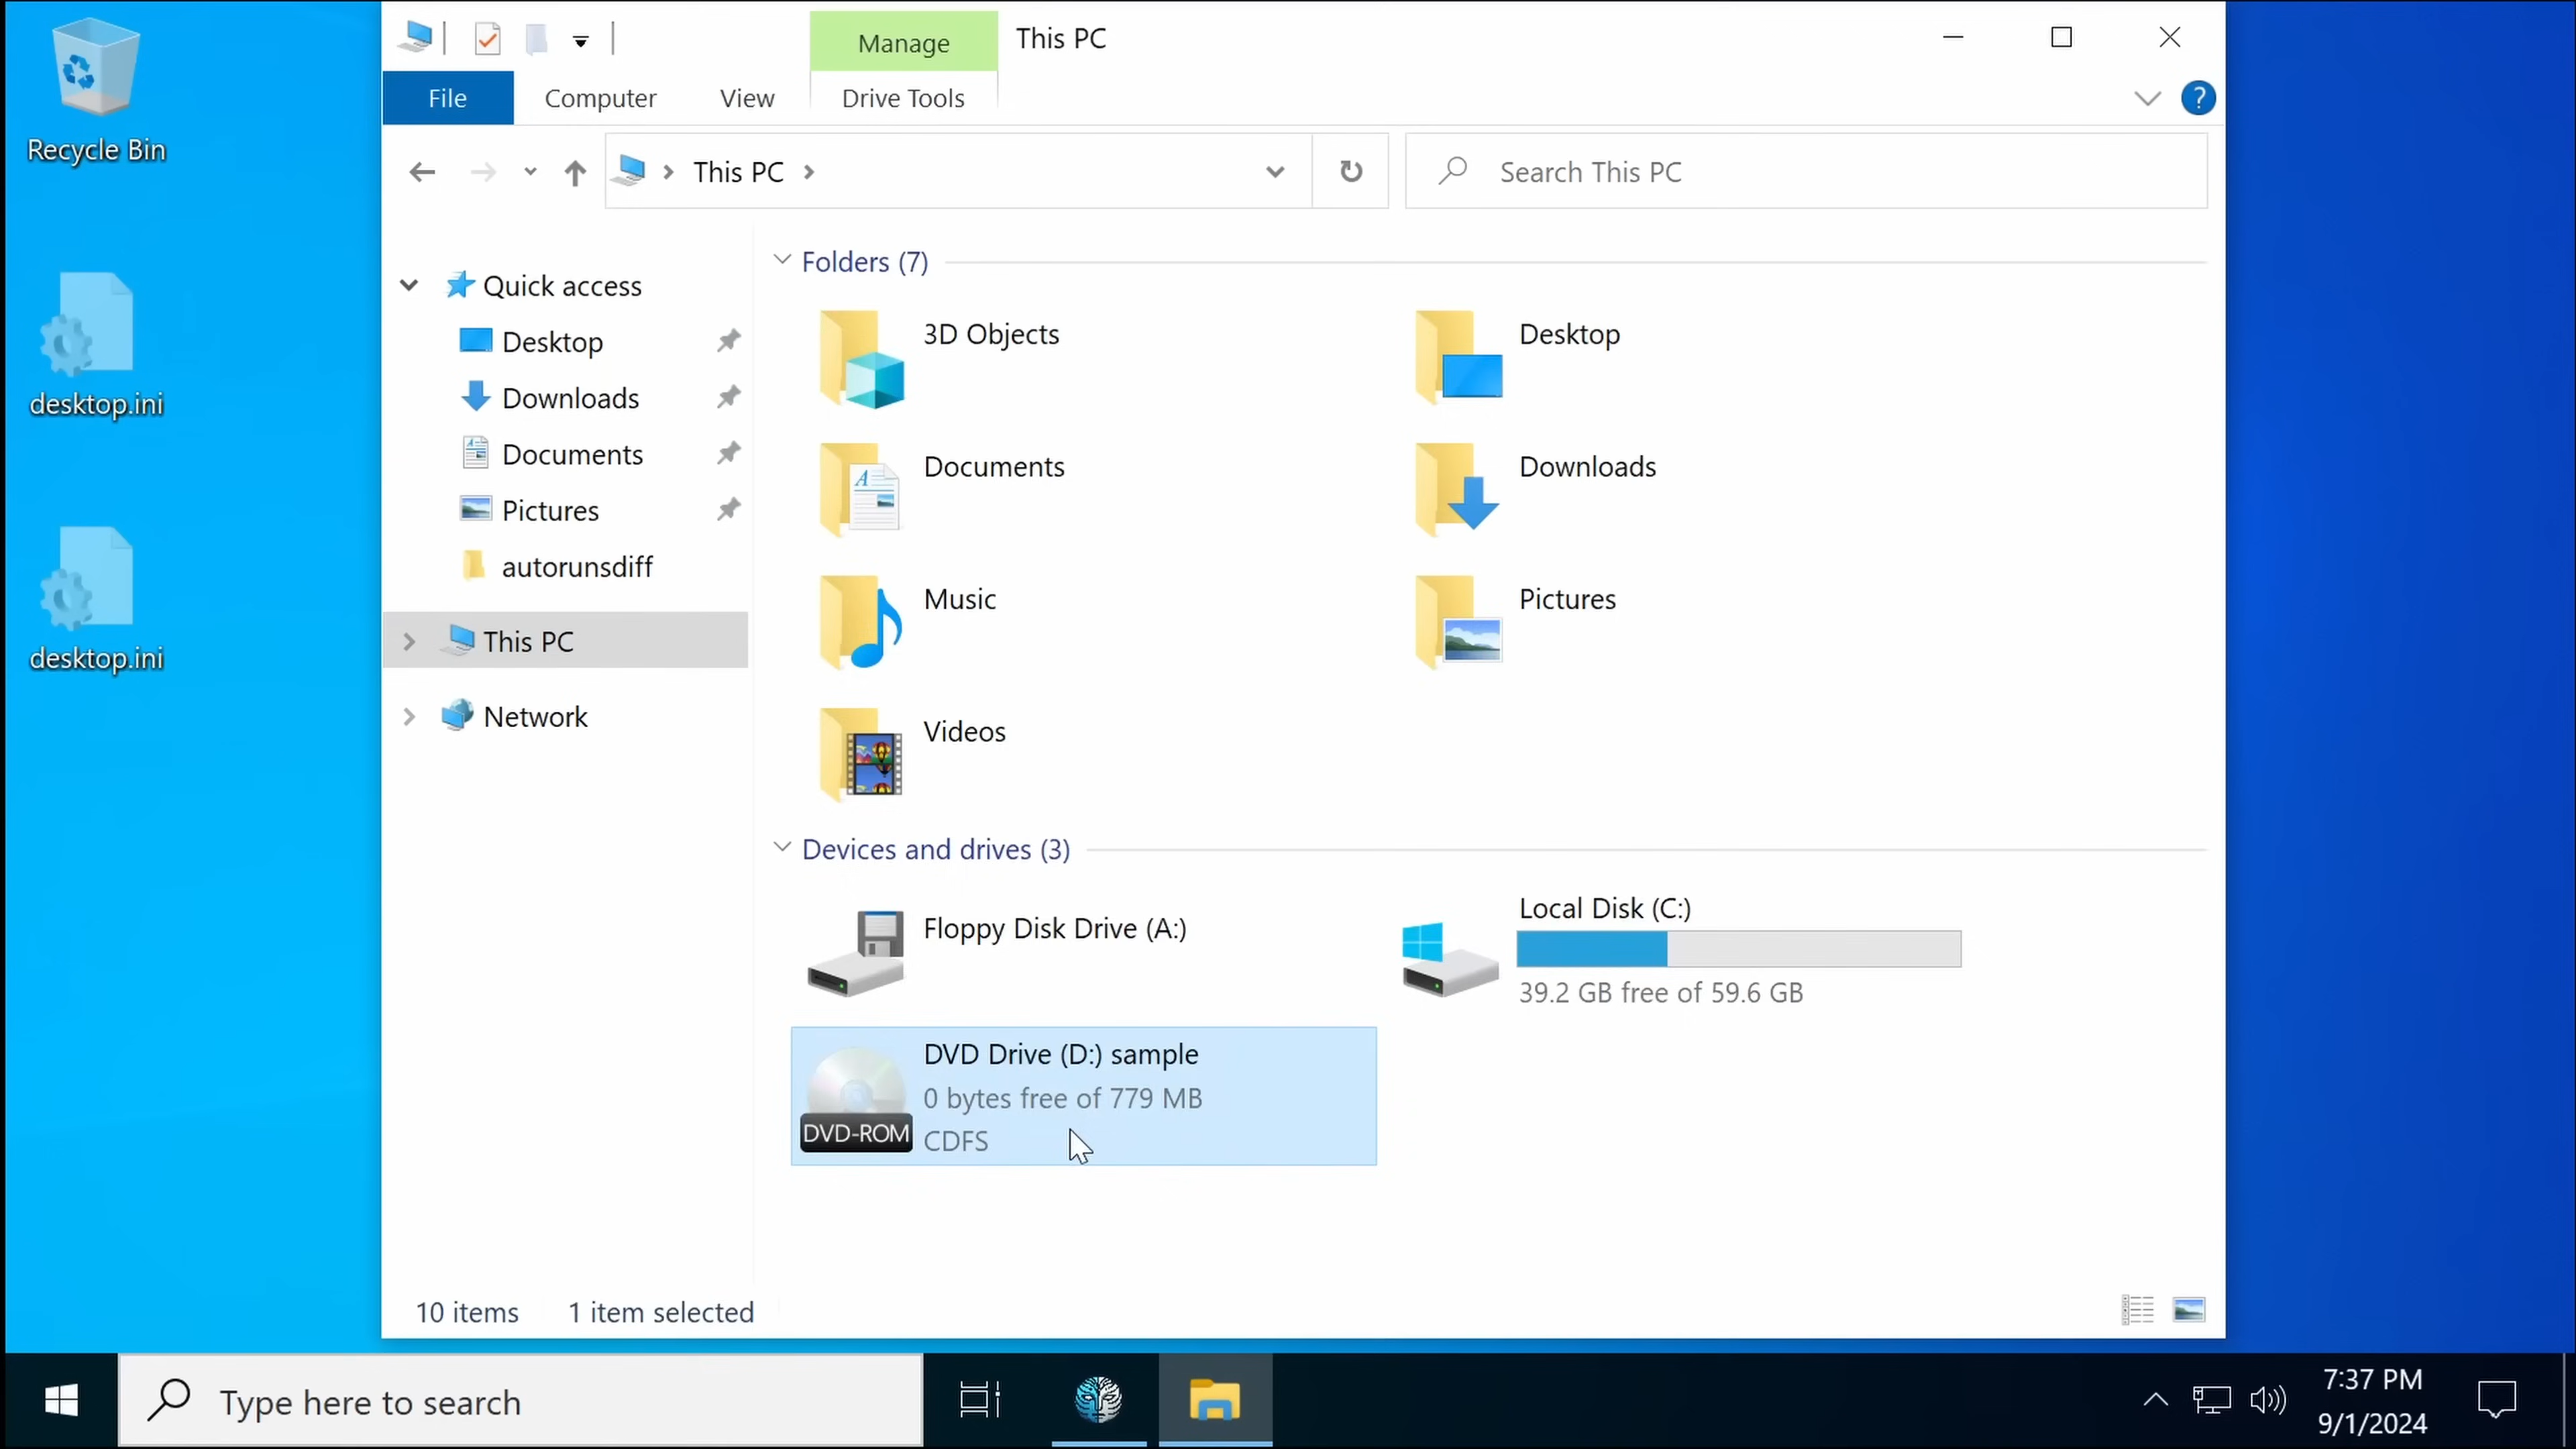 Recycle Bin
desktop.ini
desktop.ini
Manage
This PC
File
Computer
View
Drive Tools
?
This PC
Search This PC
Quick access
Desktop
Downloads
Documents
Pictures
autorunsdiff
This PC
Network
Folders (7)
3D Objects
Desktop
Documents
Downloads
Music
Pictures
Videos
Devices and drives (3)
Floppy Disk Drive (A:)
Local Disk (C:)
39.2 GB free of 59.6 GB
DVD Drive (D:) sample
0 bytes free of 779 MB
DVD-ROM
CDFS
10 items
1 item selected
Type here to search
7:37 PM
9/1/2024